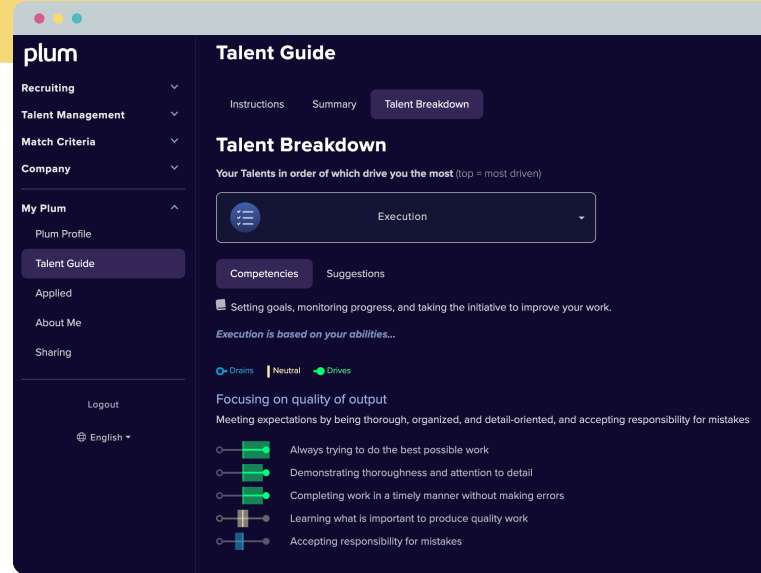 plum
Recruiting
Talent Management
Match Criteria
Company
My Plum
Plum Profile
Talent Guide
Applied
About Me
Sharing
Logout
English
Talent Guide
Instructions Summary Talent Breakdown
Talent Breakdown
Your Talents in order of which drive you the most (top = most driven)
Execution
Competencies Suggestions
Setting goals, monitoring progress, and taking the initiative to improve your work.
Execution is based on your abilities...
Drains Neutral Drives
Focusing on quality of output
Meeting expectations by being thorough, organized, and detail-oriented, and accepting responsibility for mistakes
Always trying to do the best possible work
Demonstrating thoroughness and attention to detail
Completing work in a timely manner without making errors
Learning what is important to produce quality work
Accepting responsibility for mistakes